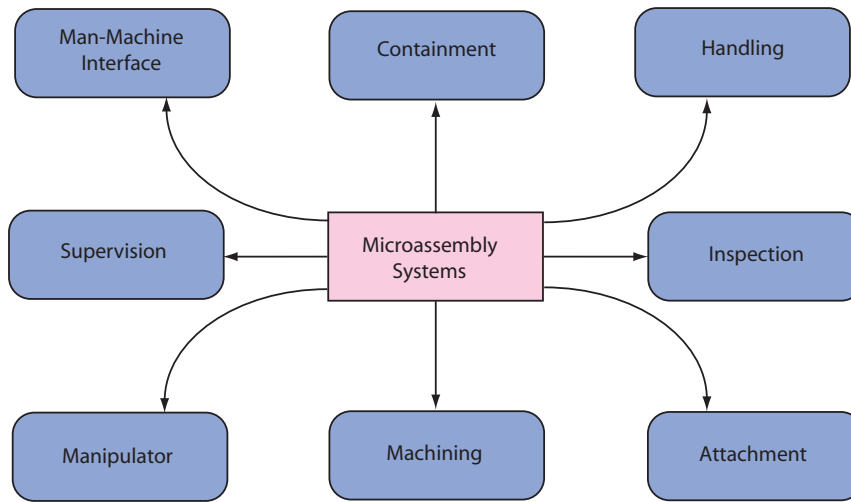 Man-Machine
Interface
Containment
Handling
Supervision
Microassembly
Systems
Inspection
Manipulator
Machining
Attachment